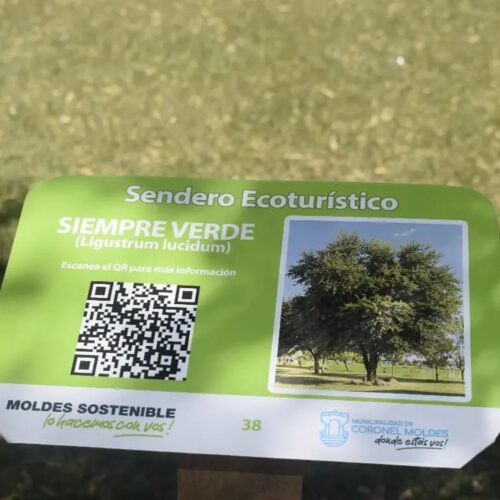 Sendero Ecoturístico
SIEMPRE VERDE
(Ligustrum lucidum)
Escanea el QR para más información
MOLDES SOSTENIBLE
lo hacemos con vos!
38
MUNICIPALIDAD DE
CORONEL MOLDES
donde estás vos!